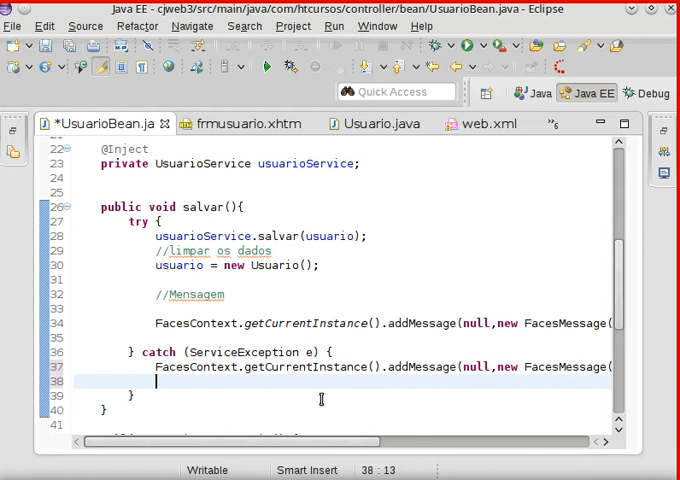 Java EE - cjweb3/src/main/java/com/htcursos/controller/bean/UsuarioBean.java - Eclipse
File Edit Source Refactor Navigate Search Project Run Window Help
Quick Access Java Java EE Debug
*UsuarioBean.ja frmusuario.xhtm Usuario.java web.xml »6
22 @Inject
23 private UsuarioService usuarioService;
24
25
26 public void salvar(){
27 try {
28 usuarioService.salvar(usuario);
29 //limpar os dados
30 usuario = new Usuario();
31
32 //Mensagem
33
34 FacesContext.getCurrentInstance().addMessage(null,new FacesMessage(
35
36 } catch (ServiceException e) {
37 FacesContext.getCurrentInstance().addMessage(null,new FacesMessage(
38
39 }
40 }
41
Writable Smart Insert 38 : 13